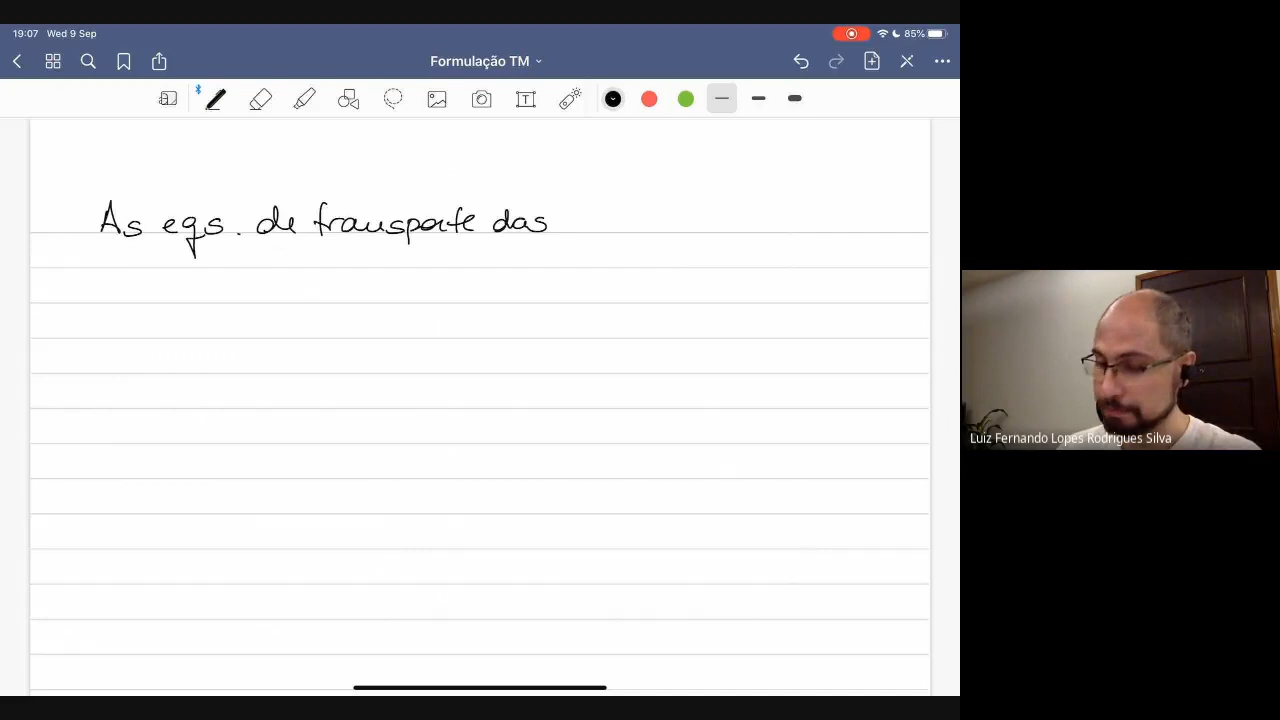 19:07 Wed 9 Sep
85%
Formulação TM
T
As eqs. de transporte das
Luiz Fernando Lopes Rodrigues Silva